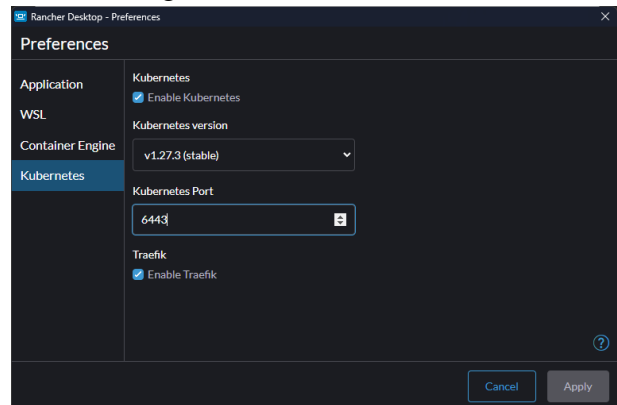 Rancher Desktop - Preferences
Preferences
Application
WSL
Container Engine
Kubernetes
Kubernetes
Enable Kubernetes
Kubernetes version
v1.27.3 (stable)
Kubernetes Port
6443
Traefik
Enable Traefik
?
Cancel
Apply